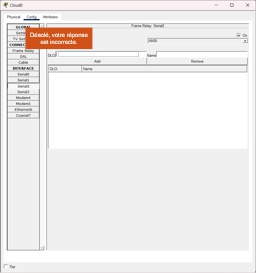 Cloud0
Physical Config Attributes
GLOBAL
Frame Relay: Serial0
On
Désolé, votre réponse
est incorrecte.
ANSI
Frame Relay
DLCI
Name
DSL
Add
Remove
Cable
DLCI
Name
INTERFACE
Serial0
Serial1
Serial2
Serial3
Modem4
Modem5
Ethernet6
Coaxial7
Top